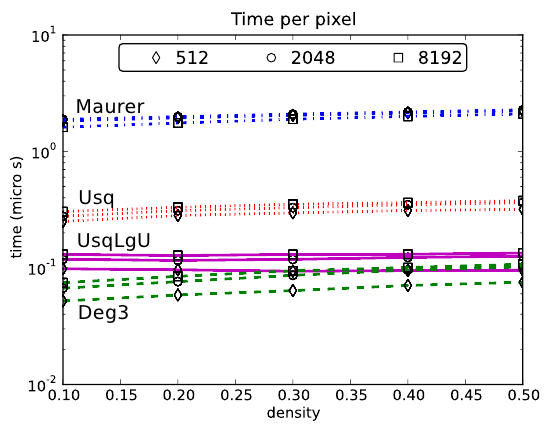 Time per pixel
512 2048 8192
10^1
10^0
10^-1
10^-2
time (micro s)
Maurer
Usq
UsqLgU
Deg3
0.10 0.15 0.20 0.25 0.30 0.35 0.40 0.45 0.50
density